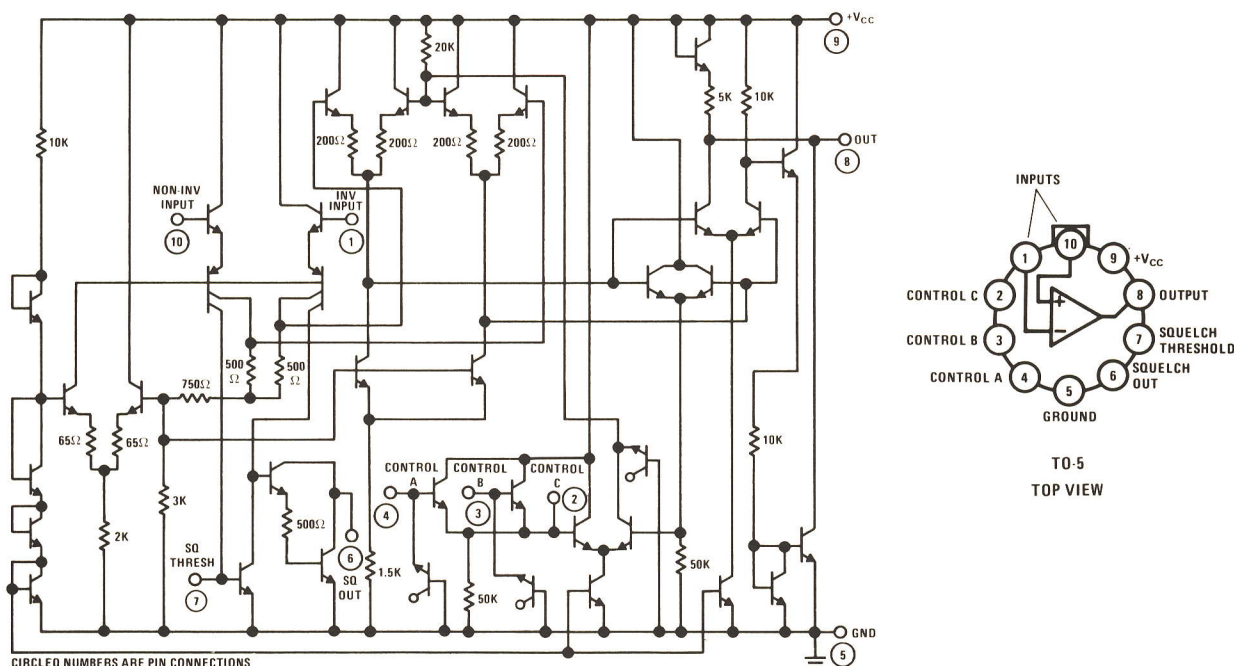 +VCC
9
20K
5K
10K
10K
200Ω
200Ω
200Ω
200Ω
OUT
8
NON-INV
INPUT
10
INV
INPUT
1
500
Ω
500
Ω
750Ω
65Ω
65Ω
3K
2K
500Ω
SQ
THRESH
7
6
SQ
OUT
1.5K
CONTROL
A
4
CONTROL
B
3
CONTROL
C
2
50K
50K
10K
GND
5
CIRCLED NUMBERS ARE PIN CONNECTIONS
INPUTS
1
10
9
+VCC
CONTROL C
2
8
OUTPUT
CONTROL B
3
7
SQUELCH
THRESHOLD
CONTROL A
4
5
6
SQUELCH
OUT
GROUND
+
−
TO-5
TOP VIEW